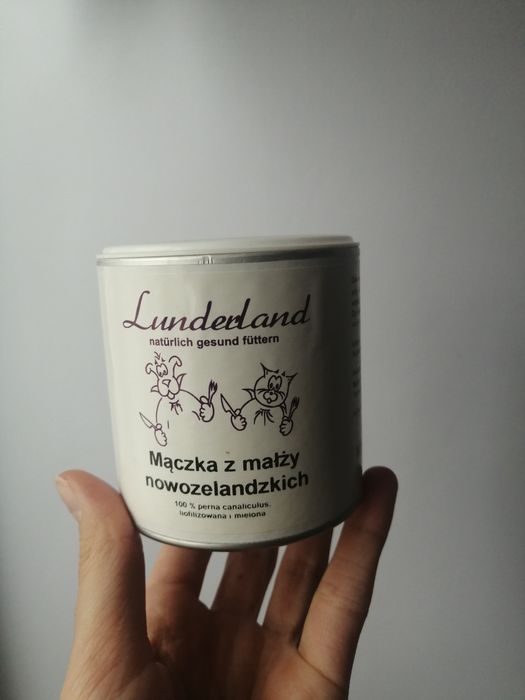 Lunderland
natürlich gesund füttern
Mączka z małży
nowozelandzkich
100 % perna canaliculus,
liofilizowana i mielona